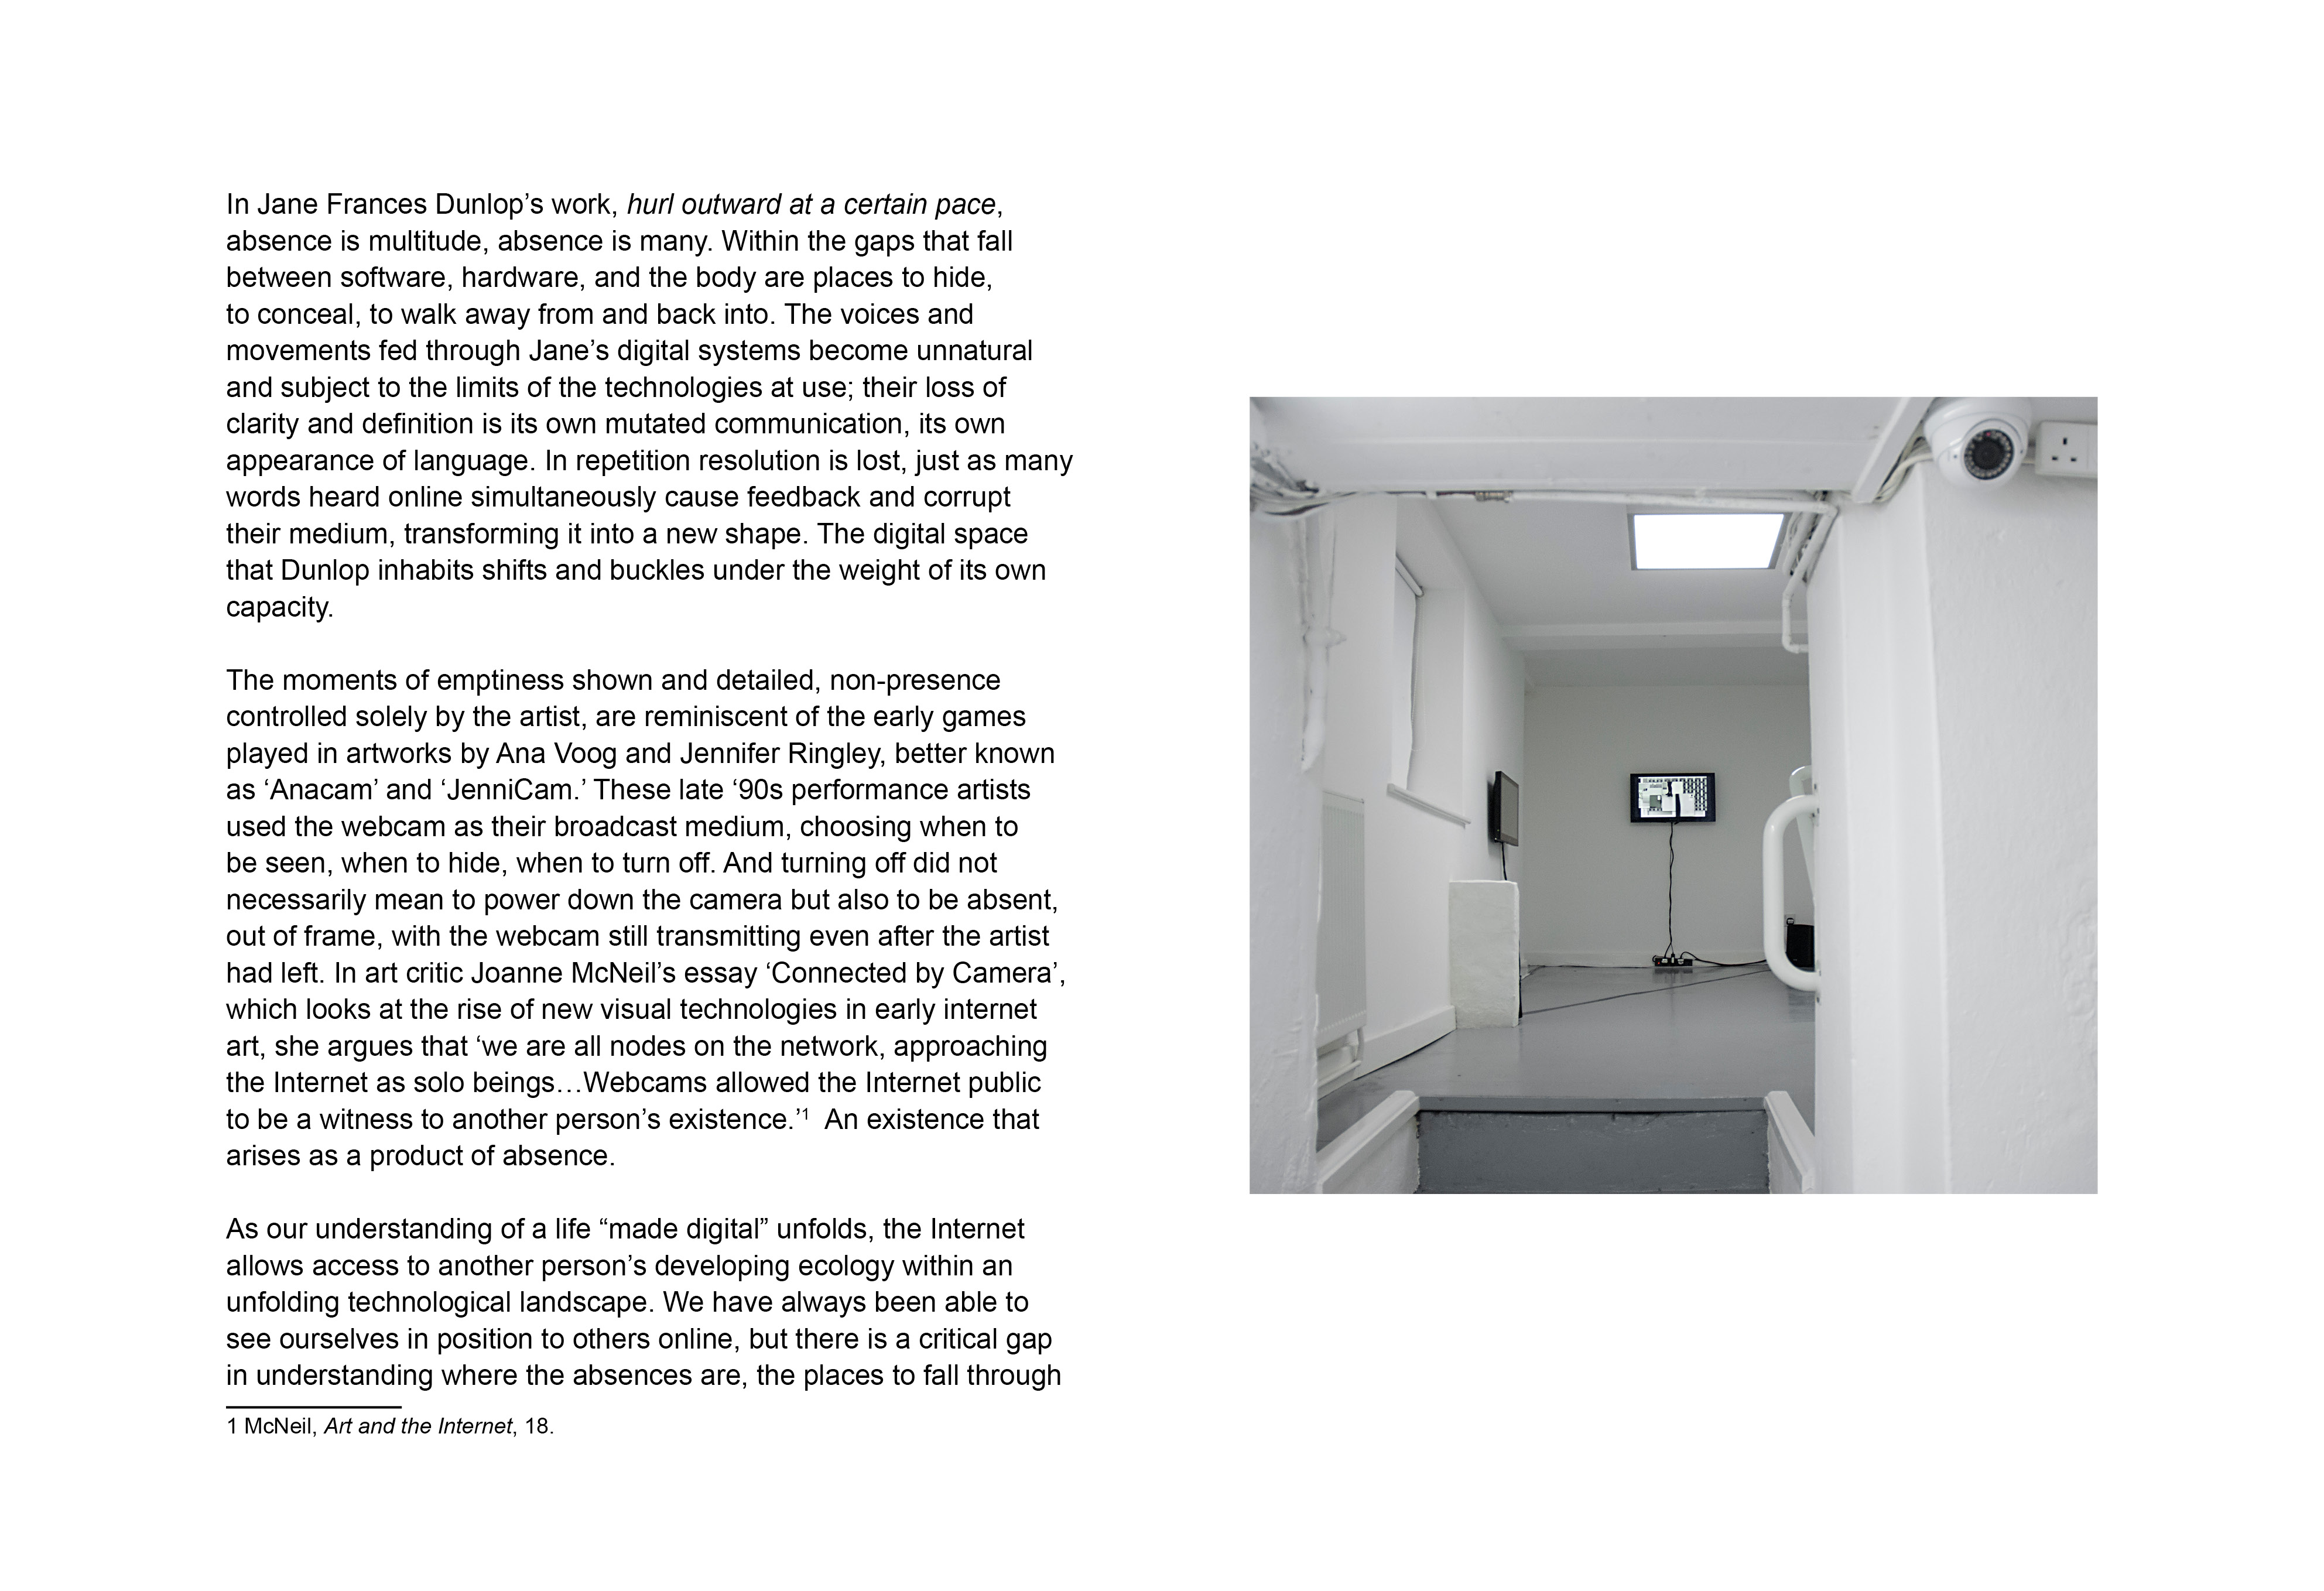 In Jane Frances Dunlop’s work, hurl outward at a certain pace,
absence is multitude, absence is many. Within the gaps that fall
between software, hardware, and the body are places to hide,
to conceal, to walk away from and back into. The voices and
movements fed through Jane’s digital systems become unnatural
and subject to the limits of the technologies at use; their loss of
clarity and definition is its own mutated communication, its own
appearance of language. In repetition resolution is lost, just as many
words heard online simultaneously cause feedback and corrupt
their medium, transforming it into a new shape. The digital space
that Dunlop inhabits shifts and buckles under the weight of its own
capacity.
The moments of emptiness shown and detailed, non-presence
controlled solely by the artist, are reminiscent of the early games
played in artworks by Ana Voog and Jennifer Ringley, better known
as ‘Anacam’ and ‘JenniCam.’ These late ‘90s performance artists
used the webcam as their broadcast medium, choosing when to
be seen, when to hide, when to turn off. And turning off did not
necessarily mean to power down the camera but also to be absent,
out of frame, with the webcam still transmitting even after the artist
had left. In art critic Joanne McNeil’s essay ‘Connected by Camera’,
which looks at the rise of new visual technologies in early internet
art, she argues that ‘we are all nodes on the network, approaching
the Internet as solo beings…Webcams allowed the Internet public
to be a witness to another person’s existence.’¹  An existence that
arises as a product of absence.
As our understanding of a life “made digital” unfolds, the Internet
allows access to another person’s developing ecology within an
unfolding technological landscape. We have always been able to
see ourselves in position to others online, but there is a critical gap
in understanding where the absences are, the places to fall through
1 McNeil, Art and the Internet, 18.